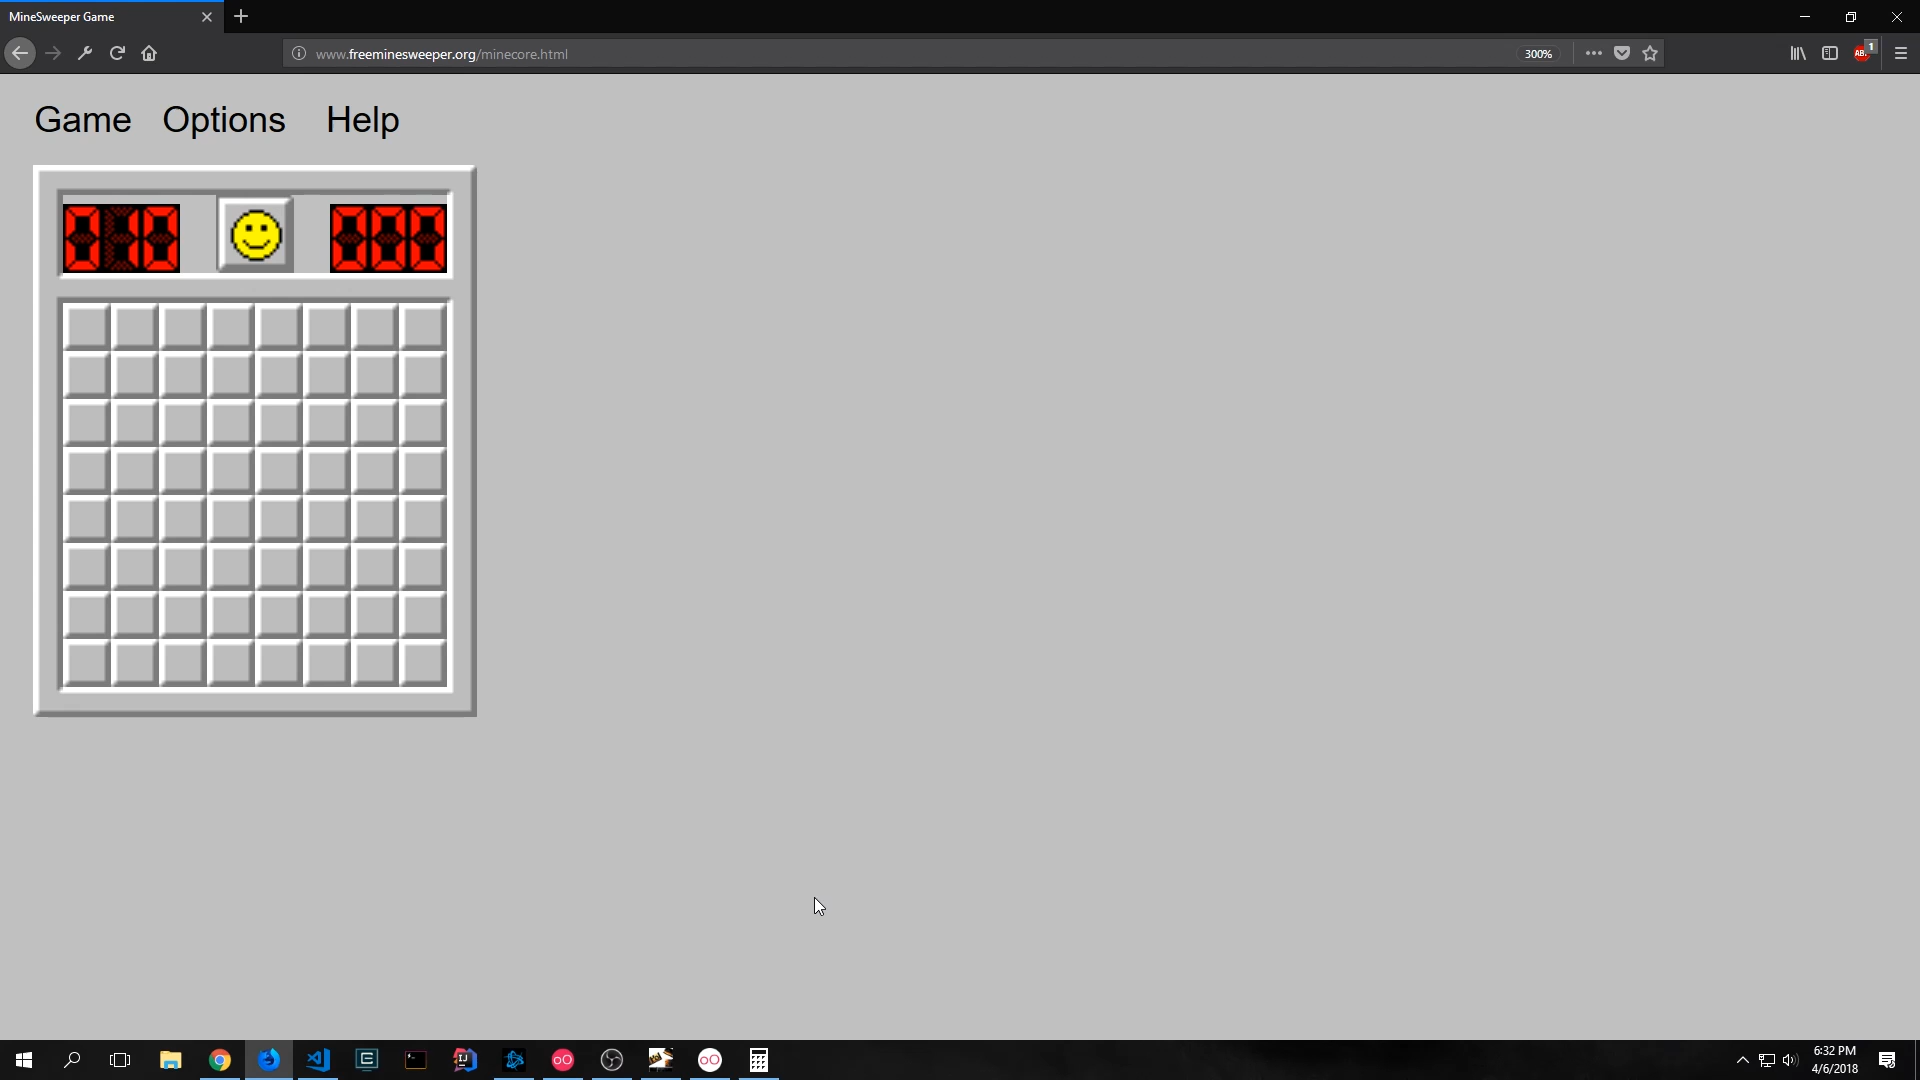 MineSweeper Game
www.freeminesweeper.org/minecore.html
300%
1
Game Options Help
010
000
6:32 PM
4/6/2018